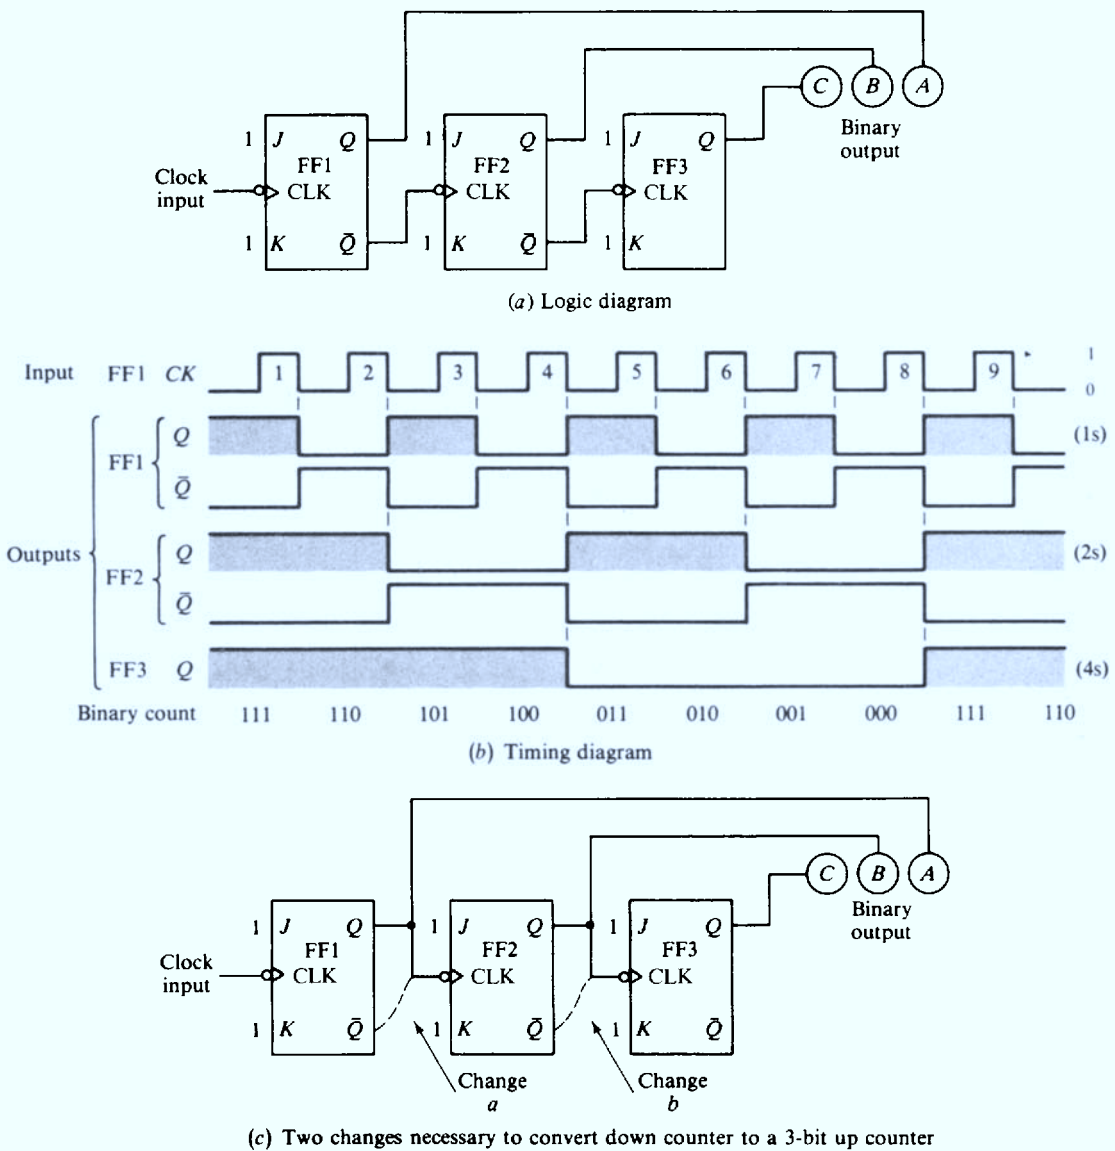 C B A
Binary
output
1 J Q 1 J Q 1 J Q
FF1 FF2 FF3
Clock
input
CLK CLK CLK
1 K Q̄ 1 K Q̄ 1 K
(a) Logic diagram
Input FF1 CK 1 2 3 4 5 6 7 8 9 1
0
Outputs
FF1 Q (1s)
Q̄
FF2 Q (2s)
Q̄
FF3 Q (4s)
Binary count 111 110 101 100 011 010 001 000 111 110
(b) Timing diagram
C B A
Binary
output
1 J Q 1 J Q 1 J Q
FF1 FF2 FF3
Clock
input
CLK CLK CLK
1 K Q̄ 1 K Q̄ 1 K Q̄
Change
a
Change
b
(c) Two changes necessary to convert down counter to a 3-bit up counter